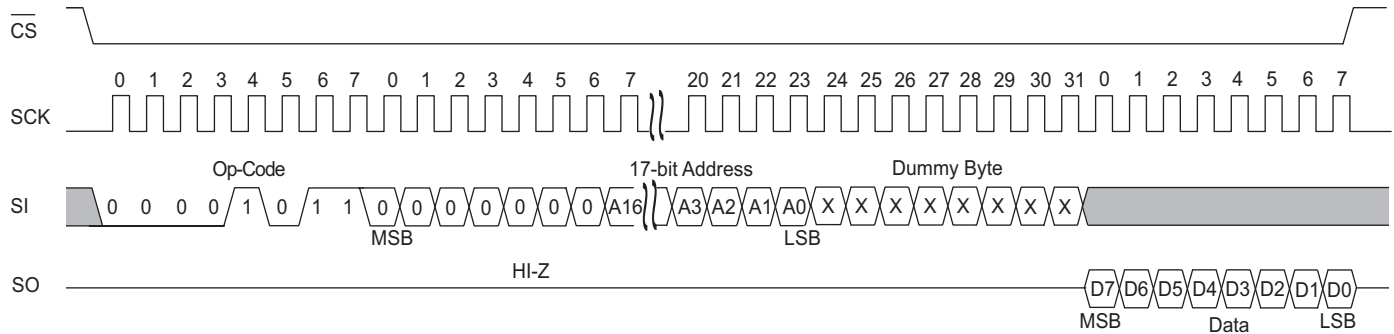 CS
0 1 2 3 4 5 6 7 0 1 2 3 4 5 6 7 20 21 22 23 24 25 26 27 28 29 30 31 0 1 2 3 4 5 6 7
SCK
Op-Code 17-bit Address Dummy Byte
SI 0 0 0 0 1 0 1 1 0 0 0 0 0 0 0 A16 A3 A2 A1 A0 X X X X X X X X
MSB LSB
HI-Z
SO D7 D6 D5 D4 D3 D2 D1 D0
MSB Data LSB